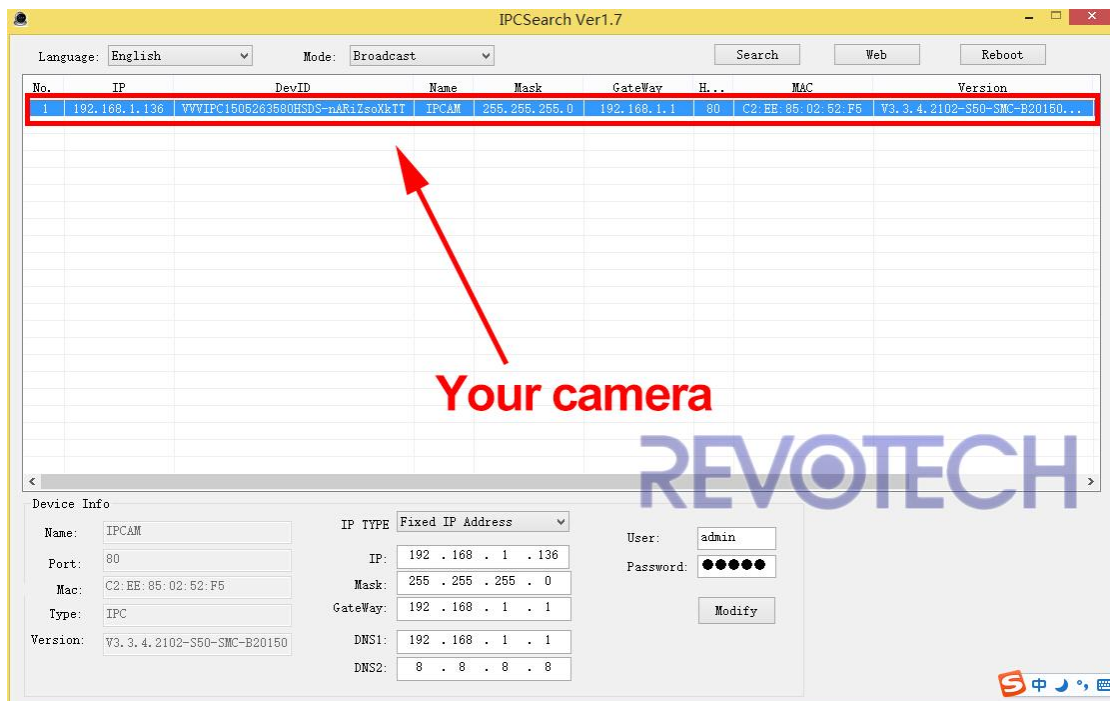 IPCSearch Ver1.7
Language: English Mode: Broadcast Search Web Reboot
No. IP DevID Name Mask GateWay H... MAC Version
1 192.168.1.136 VVVIPC1505263580HSDS-nARiZsoXkTT IPCAM 255.255.255.0 192.168.1.1 80 C2:EE:85:02:52:F5 V3.3.4.2102-S50-SMC-B20150...
Your camera
REVOTECH
Device Info
Name: IPCAM IP TYPE Fixed IP Address User: admin
Port: 80 IP: 192 . 168 . 1 . 136 Password: ●●●●●
Mac: C2:EE:85:02:52:F5 Mask: 255 . 255 . 255 . 0
Type: IPC GateWay: 192 . 168 . 1 . 1 Modify
Version: V3.3.4.2102-S50-SMC-B20150 DNS1: 192 . 168 . 1 . 1
DNS2: 8 . 8 . 8 . 8
S 中